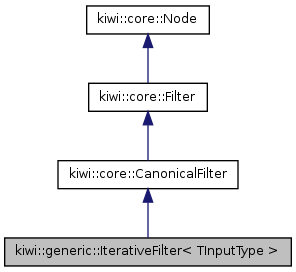 kiwi::core::Node
kiwi::core::Filter
kiwi::core::CanonicalFilter
kiwi::generic::IterativeFilter< TInputType >